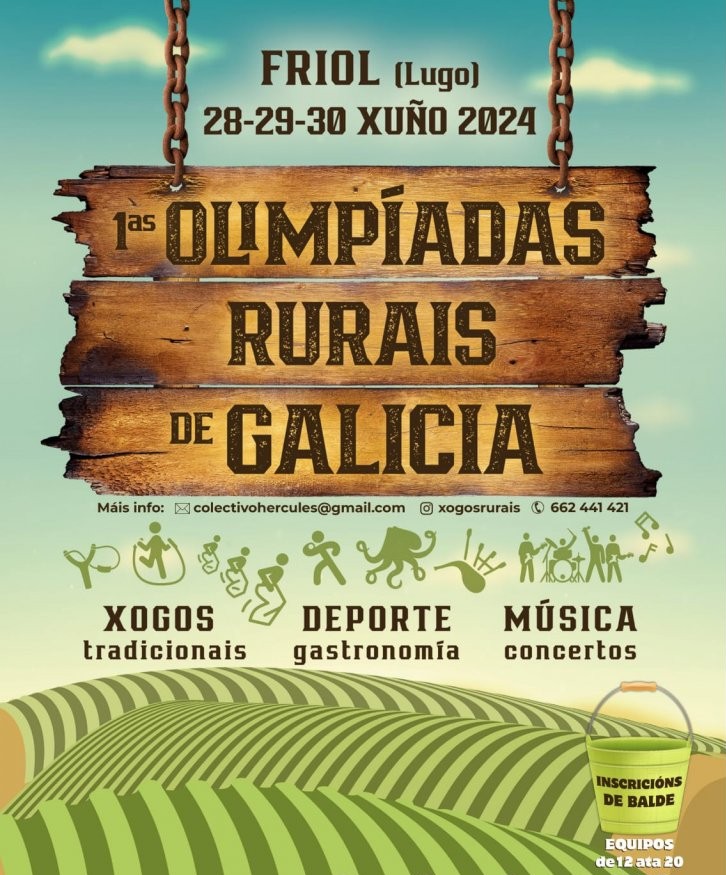 FRIOL (Lugo)
28-29-30 XUÑO 2024
1as OLIMPÍADAS
RURAIS
DE GALICIA
Máis info: colectivohercules@gmail.com xogosrurais 662 441 421
XOGOS DEPORTE MÚSICA
tradicionais gastronomía concertos
INSCRICIÓNS
DE BALDE
EQUIPOS
de 12 ata 20